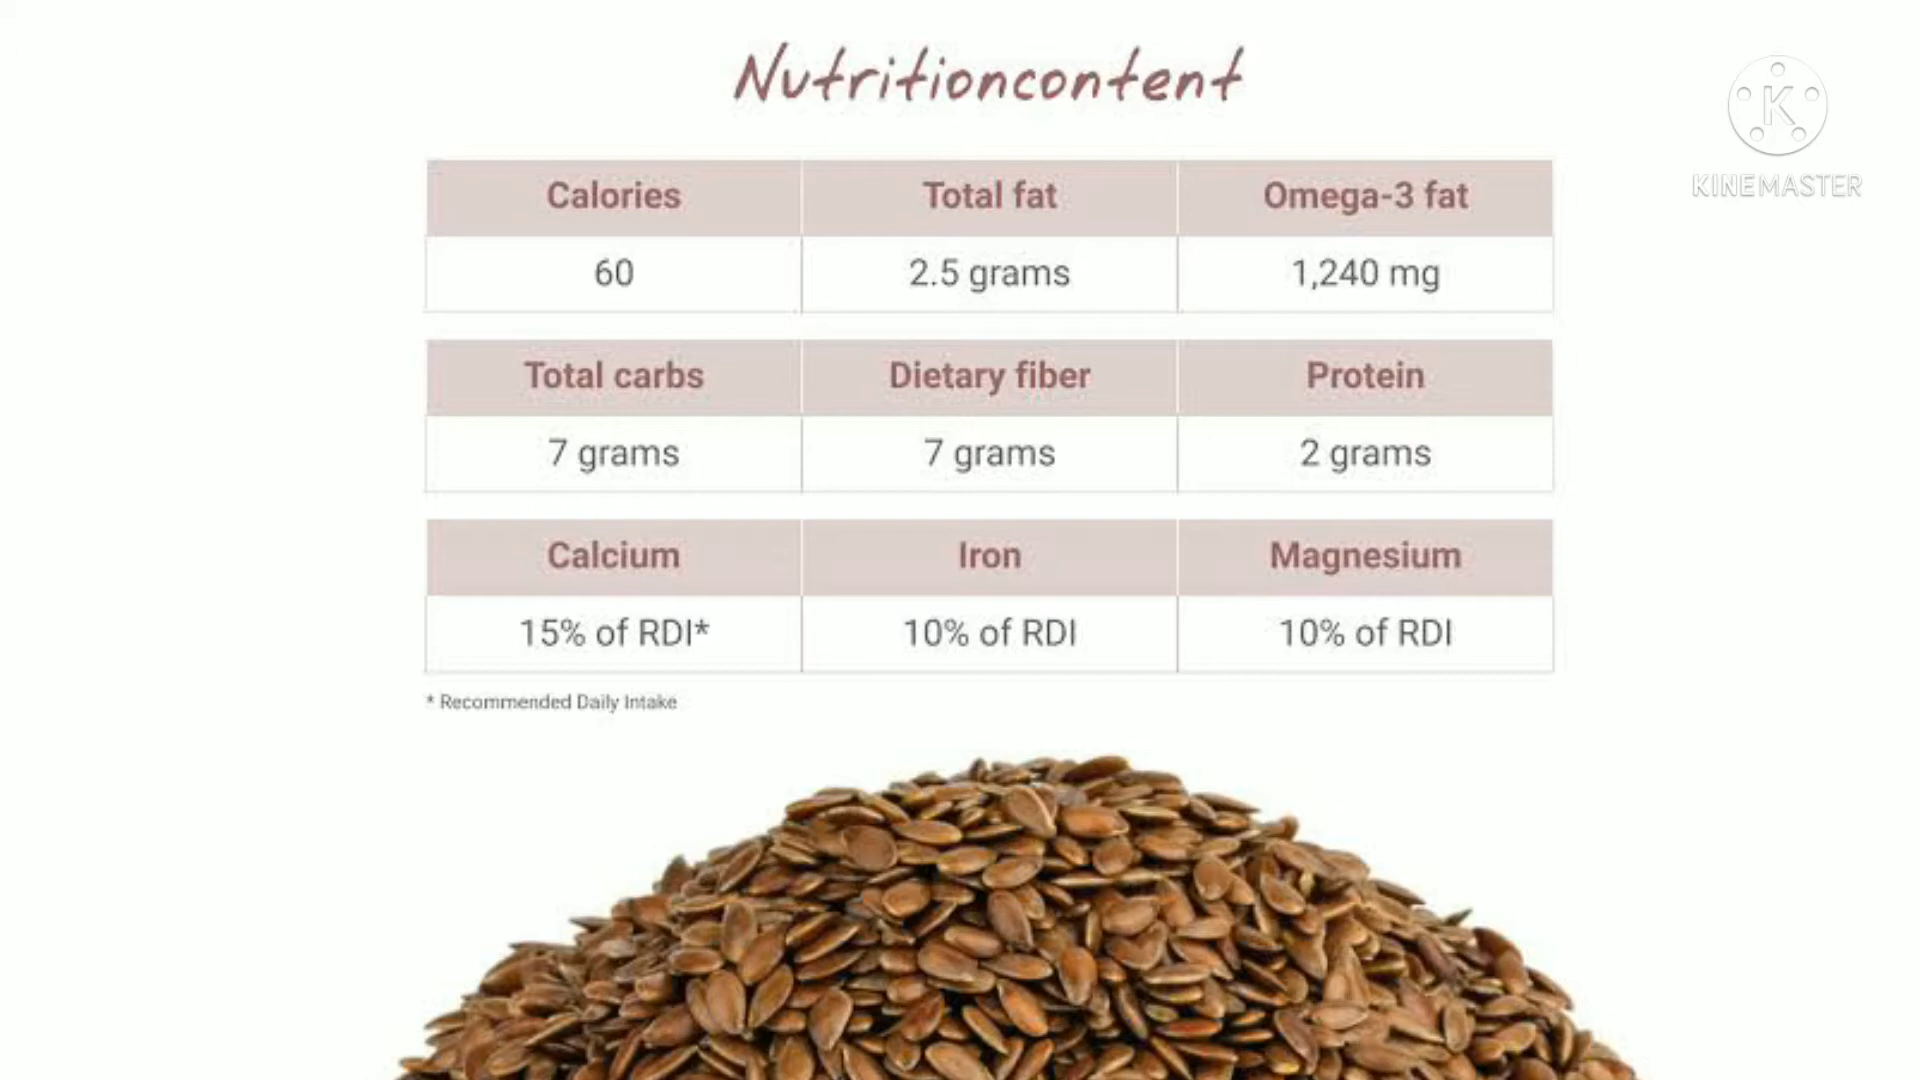 Nutritioncontent
K
KINEMASTER
Calories Total fat Omega-3 fat
60 2.5 grams 1,240 mg
Total carbs Dietary fiber Protein
7 grams 7 grams 2 grams
Calcium Iron Magnesium
15% of RDI* 10% of RDI 10% of RDI
* Recommended Daily Intake